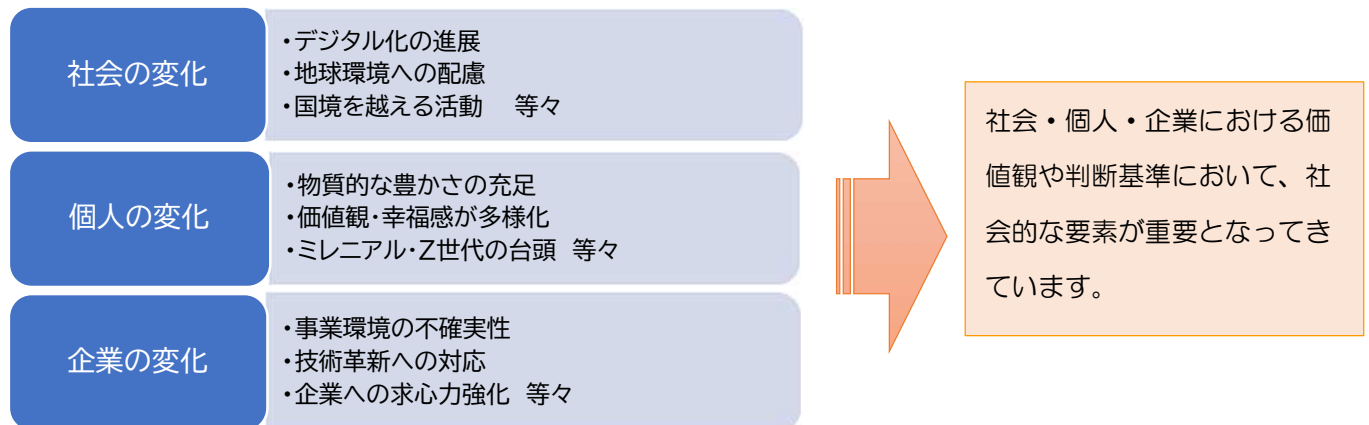 社会の変化
・デジタル化の進展
・地球環境への配慮
・国境を越える活動　等々
個人の変化
・物質的な豊かさの充足
・価値観・幸福感が多様化
・ミレニアル・Z世代の台頭　等々
企業の変化
・事業環境の不確実性
・技術革新への対応
・企業への求心力強化　等々
社会・個人・企業における価
値観や判断基準において、社
会的な要素が重要となってき
ています。